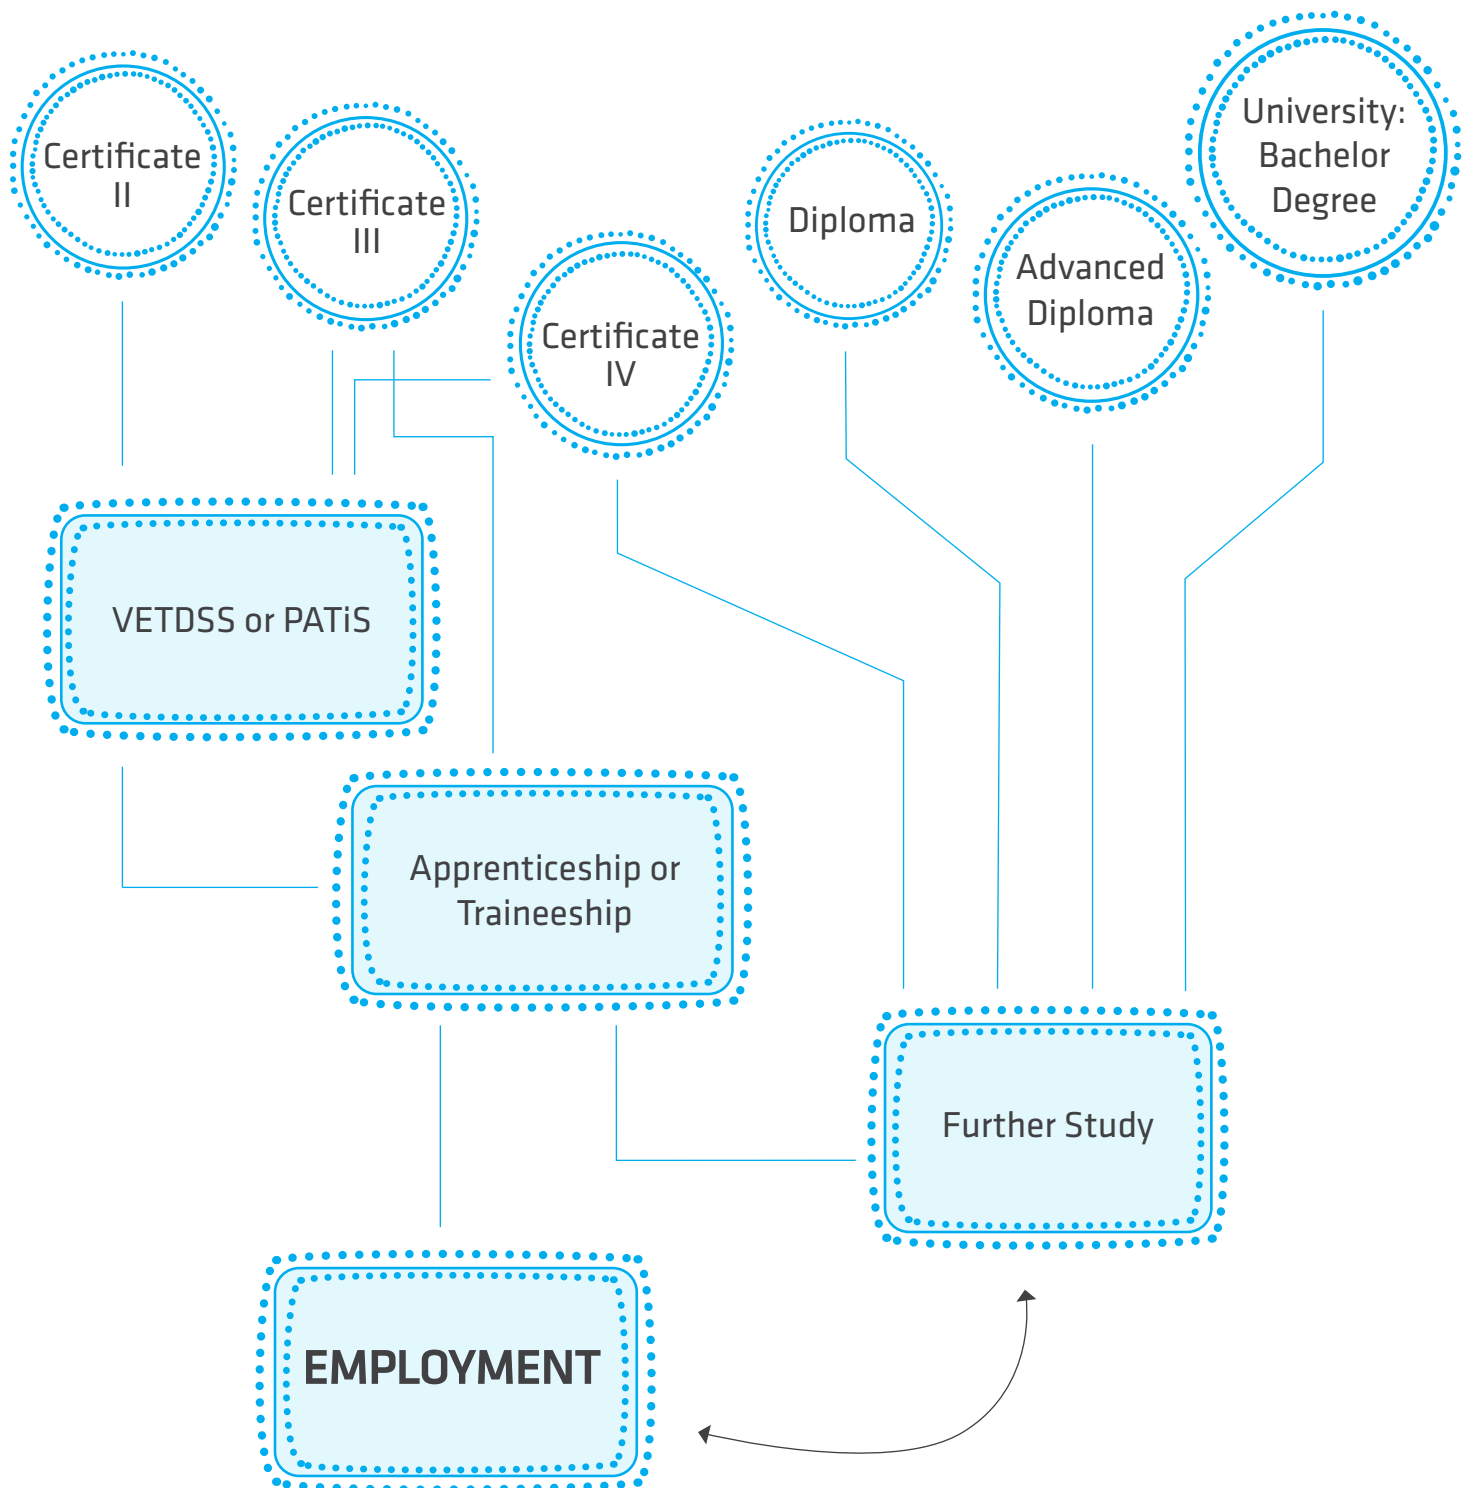 Certificate
II
Certificate
III
Certificate
IV
Diploma
Advanced
Diploma
University:
Bachelor
Degree
VETDSS or PATiS
Apprenticeship or
Traineeship
Further Study
EMPLOYMENT